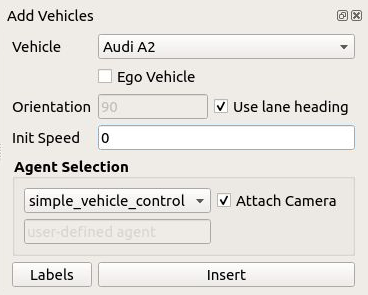 Add Vehicles
Vehicle Audi A2
Ego Vehicle
Orientation 90 Use lane heading
Init Speed 0
Agent Selection
simple_vehicle_control Attach Camera
user-defined agent
Labels Insert